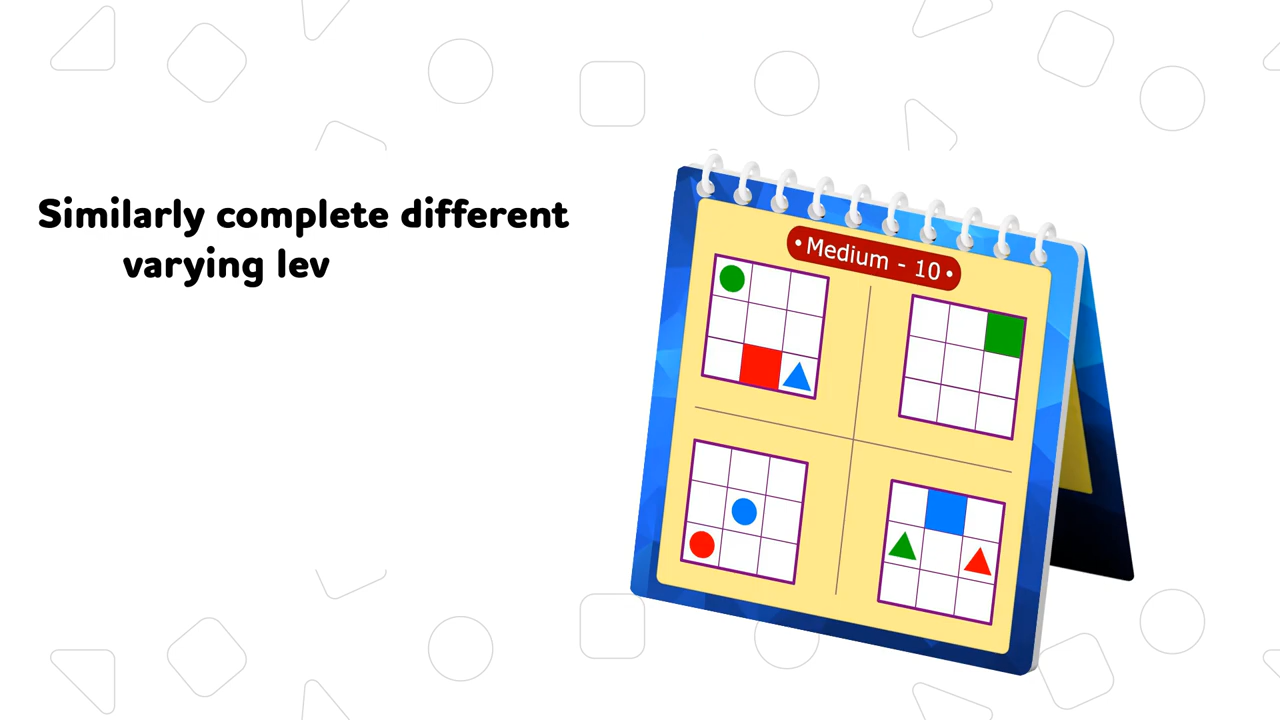 Similarly complete different
varying lev
• Medium - 10 •